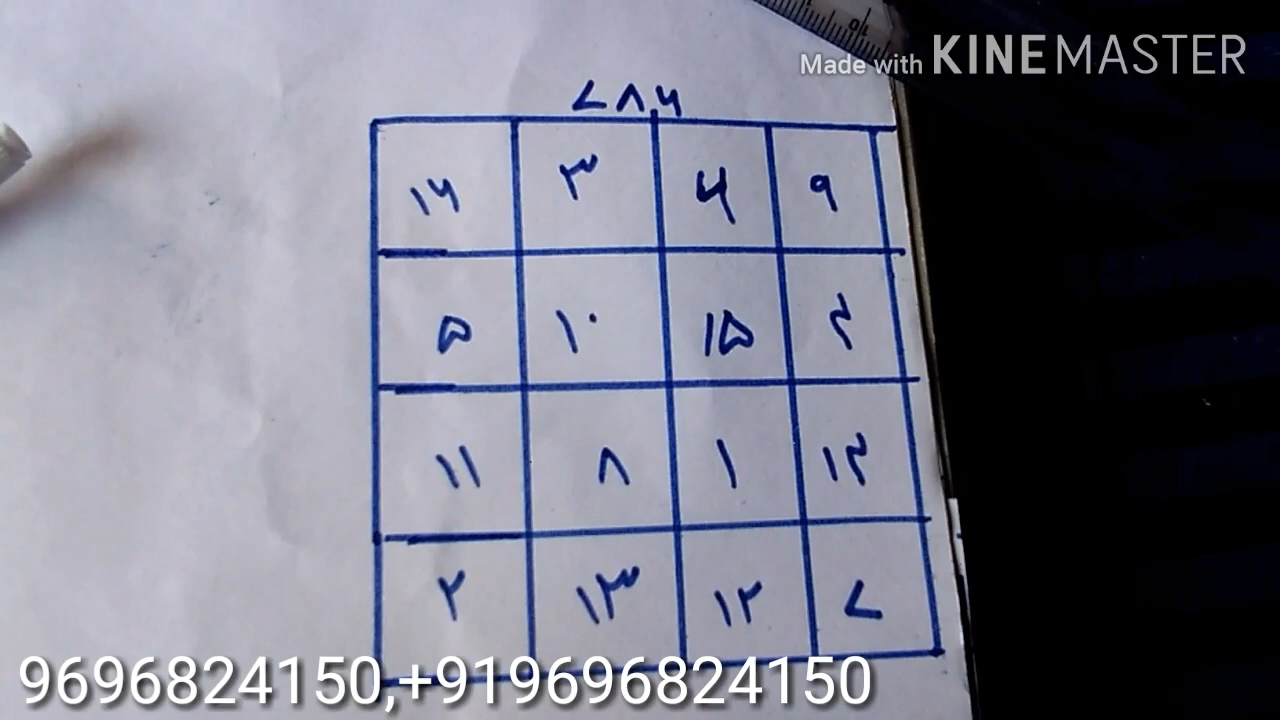 Made with KINEMASTER
۷۸۶
۱۶ ۳ ۶ ۹
۵ ۱۰ ۱۵ ۴
۱۱ ۸ ۱ ۱۴
۲ ۱۳ ۱۲ ۷
9696824150,+919696824150